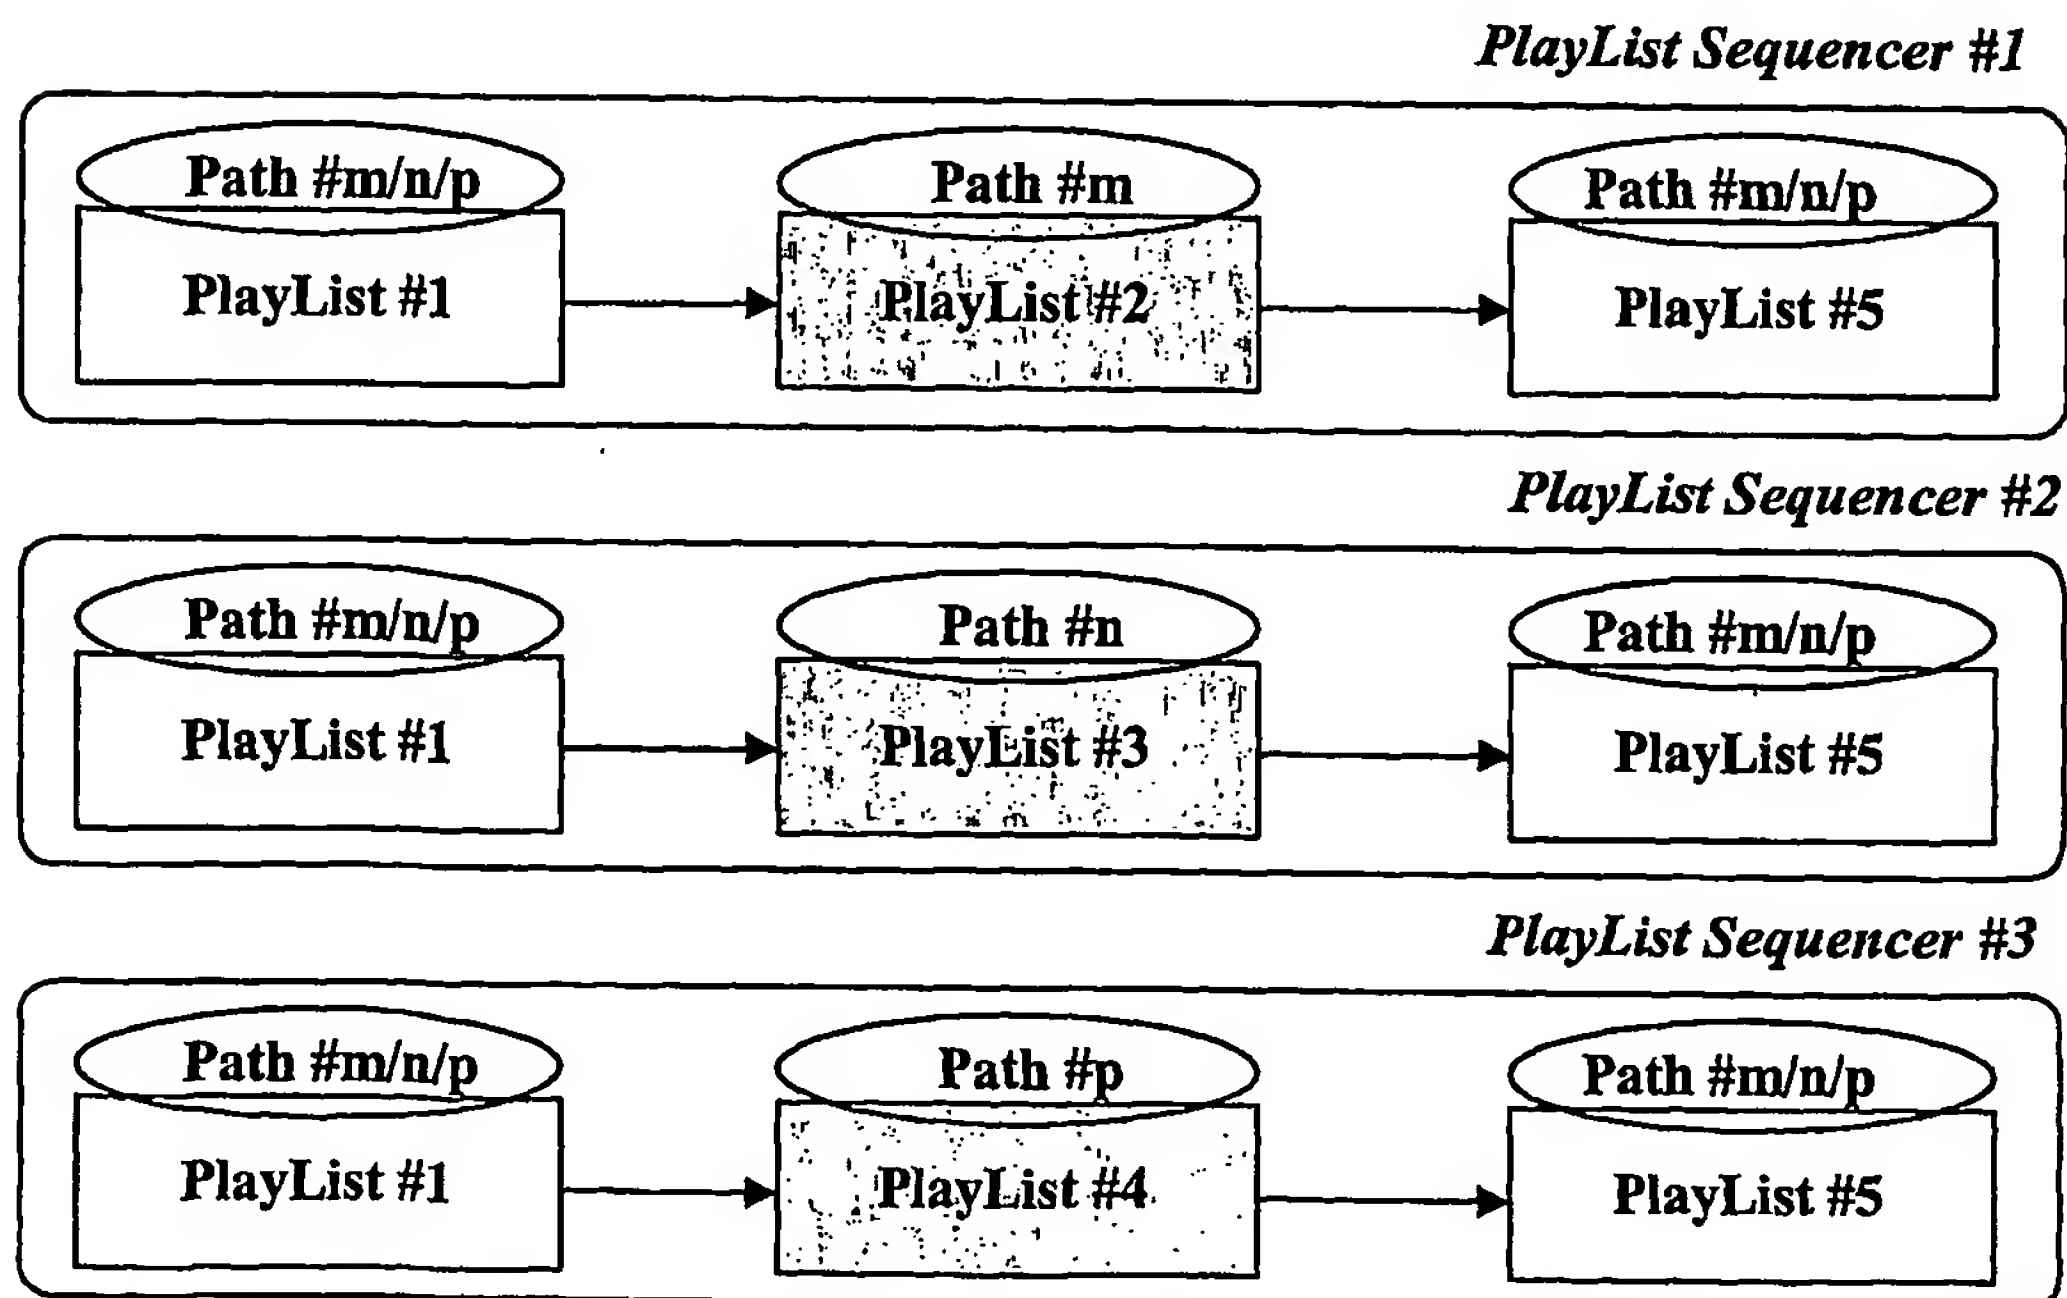 PlayList Sequencer #1
Path #m/n/p
Path #m
Path #m/n/p
PlayList #1
PlayList #2
PlayList #5
PlayList Sequencer #2
Path #m/n/p
Path #n
Path #m/n/p
PlayList #1
PlayList #3
PlayList #5
PlayList Sequencer #3
Path #m/n/p
Path #p
Path #m/n/p
PlayList #1
PlayList #4
PlayList #5